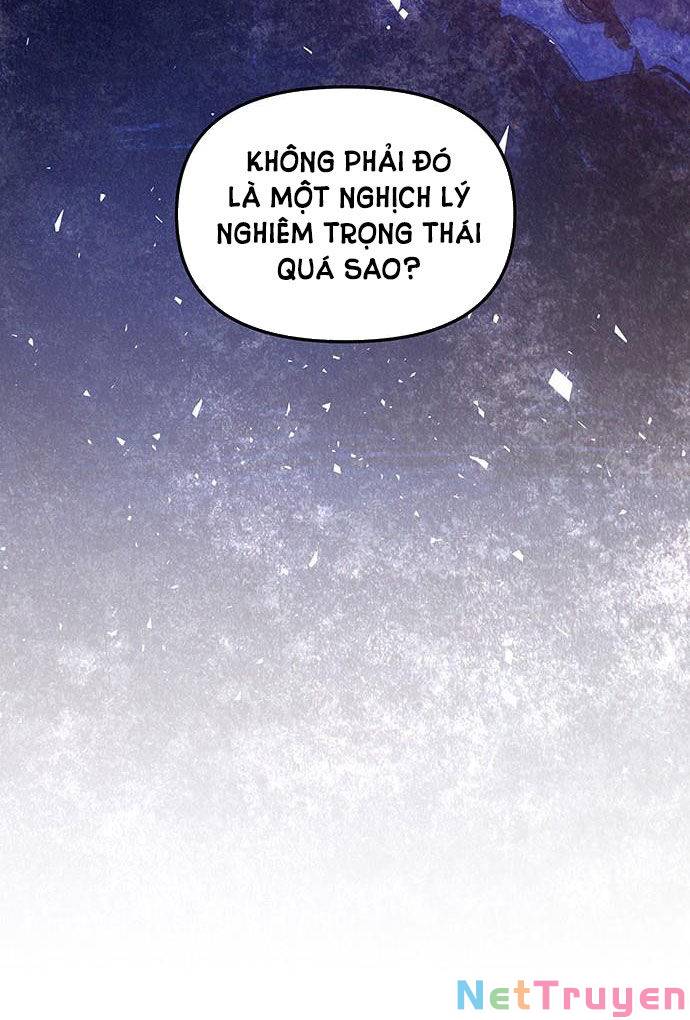 KHÔNG PHẢI ĐÓ
LÀ MỘT NGHỊCH LÝ
NGHIÊM TRỌNG THÁI
QUÁ SAO?
NetTruyen